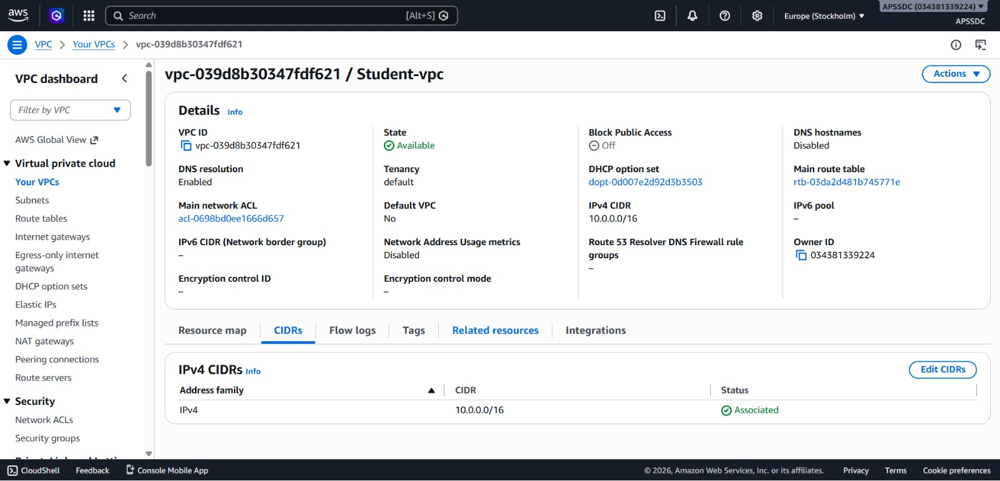 aws
Search
[Alt+S]
Europe (Stockholm)
APSSDC (034381339224)
APSSDC
VPC
Your VPCs
vpc-039d8b30347fdf621
VPC dashboard
Filter by VPC
AWS Global View
Virtual private cloud
Your VPCs
Subnets
Route tables
Internet gateways
Egress-only internet
gateways
DHCP option sets
Elastic IPs
Managed prefix lists
NAT gateways
Peering connections
Route servers
Security
Network ACLs
Security groups
vpc-039d8b30347fdf621 / Student-vpc
Actions
Details Info
VPC ID
vpc-039d8b30347fdf621
State
Available
Block Public Access
Off
DNS hostnames
Disabled
DNS resolution
Enabled
Tenancy
default
DHCP option set
dopt-0d007e2d92d3b3503
Main route table
rtb-03da2d481b745771e
Main network ACL
acl-0698bd0ee1666d657
Default VPC
No
IPv4 CIDR
10.0.0.0/16
IPv6 pool
–
IPv6 CIDR (Network border group)
–
Network Address Usage metrics
Disabled
Route 53 Resolver DNS Firewall rule
groups
–
Owner ID
034381339224
Encryption control ID
–
Encryption control mode
–
Resource map
CIDRs
Flow logs
Tags
Related resources
Integrations
IPv4 CIDRs Info
Edit CIDRs
Address family
CIDR
Status
IPv4
10.0.0.0/16
Associated
CloudShell
Feedback
Console Mobile App
© 2026, Amazon Web Services, Inc. or its affiliates.
Privacy
Terms
Cookie preferences